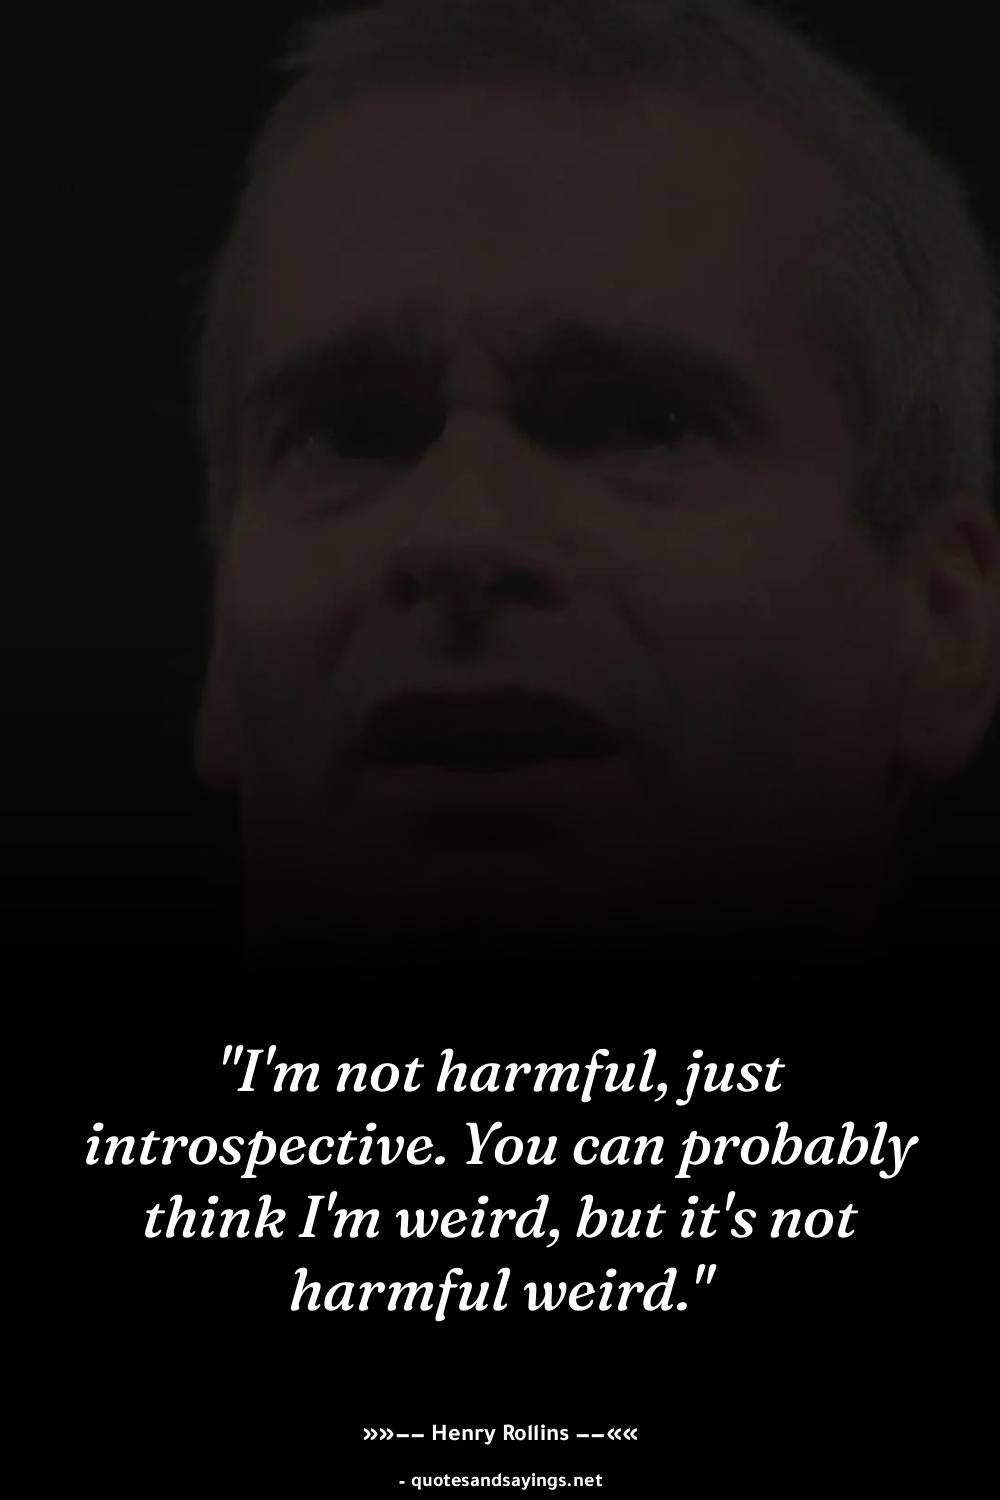 "I'm not harmful, just
introspective. You can probably
think I'm weird, but it's not
harmful weird."
»»−− Henry Rollins −−««
- quotesandsayings.net